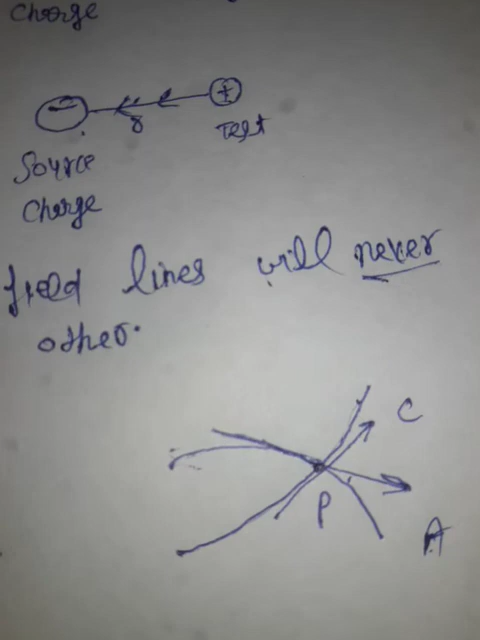 Charge
− +
r
Test
Source
Charge
field lines will never
other.
C
P
A